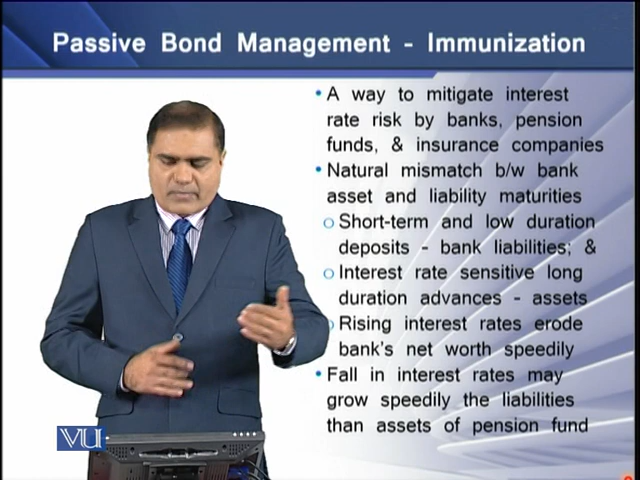 Passive Bond Management - Immunization
• A way to mitigate interest
rate risk by banks, pension
funds, & insurance companies
• Natural mismatch b/w bank
asset and liability maturities
o Short-term and low duration
deposits - bank liabilities; &
o Interest rate sensitive long
duration advances - assets
o Rising interest rates erode
bank's net worth speedily
• Fall in interest rates may
grow speedily the liabilities
than assets of pension fund
VU